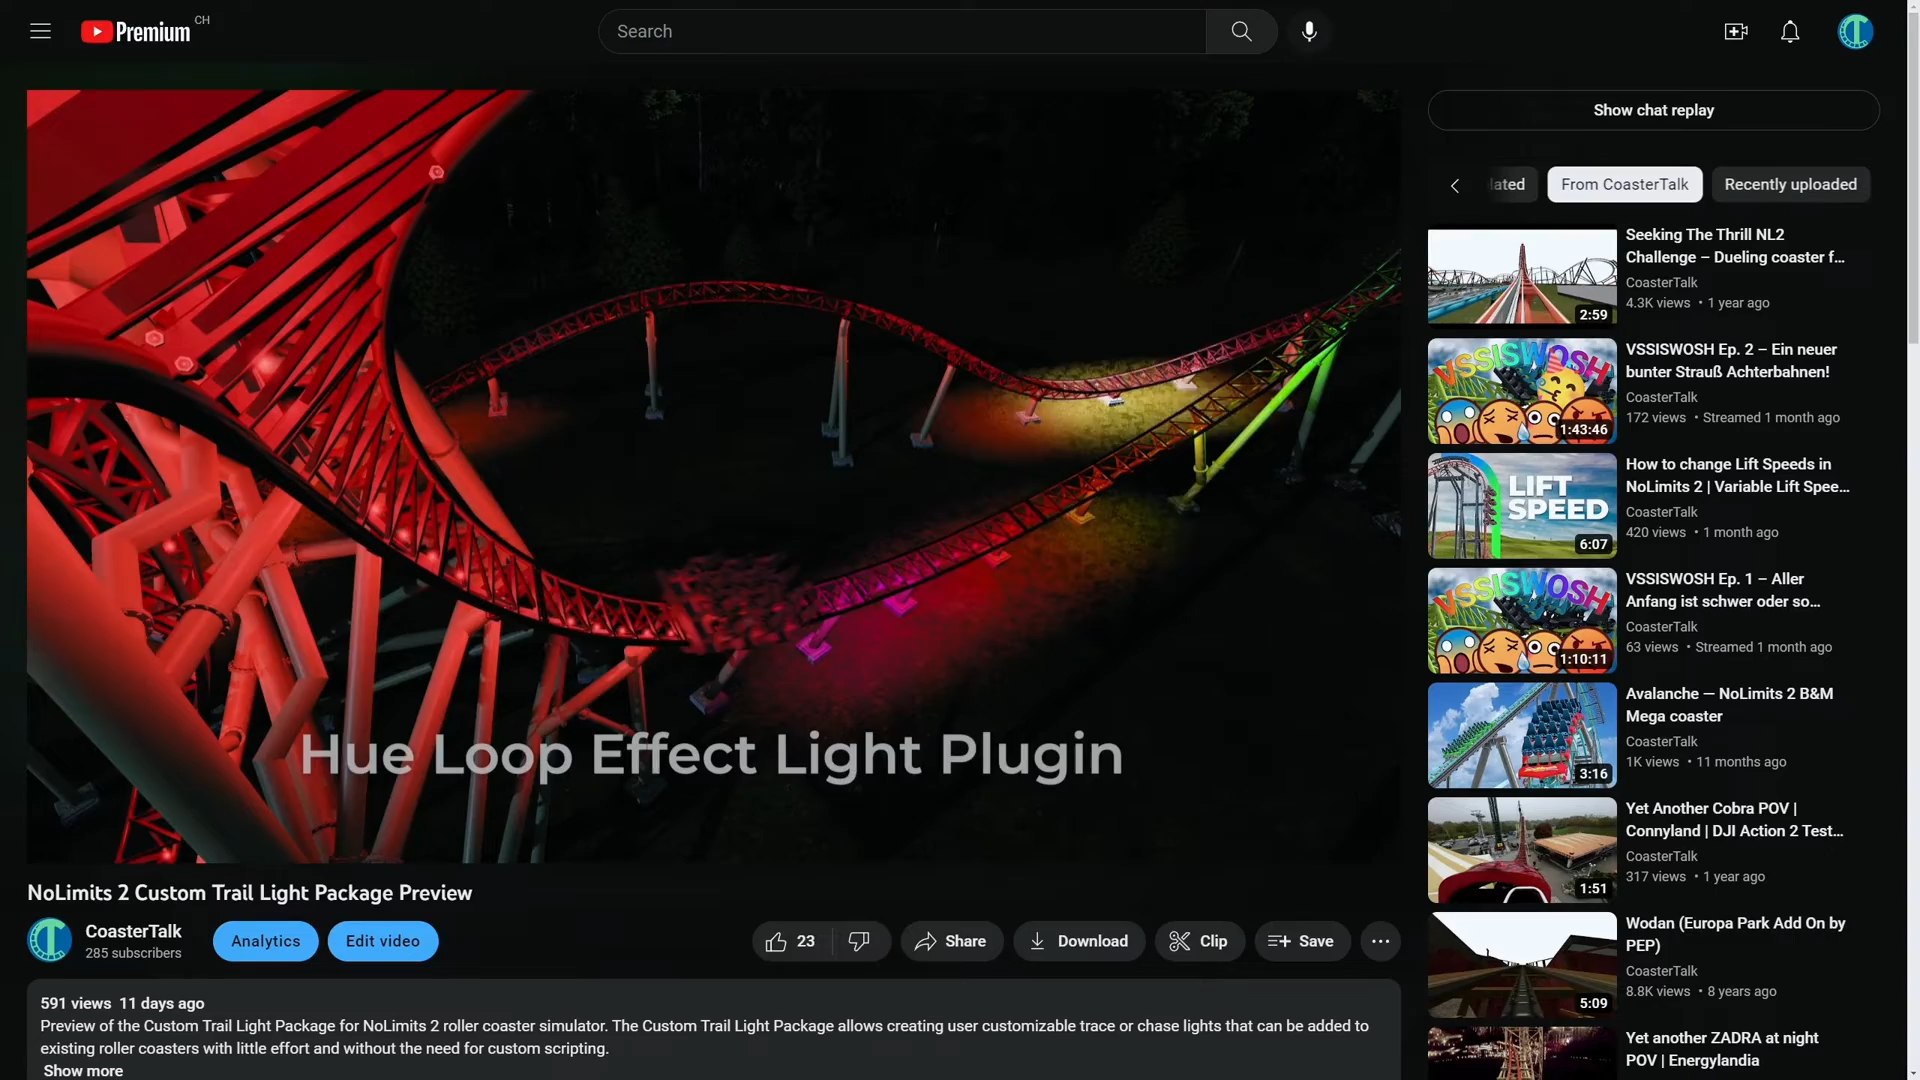 Premium CH
Search
Show chat replay
lated
From CoasterTalk
Recently uploaded
Hue Loop Effect Light Plugin
NoLimits 2 Custom Trail Light Package Preview
CoasterTalk
285 subscribers
Analytics
Edit video
23
Share
Download
Clip
Save
591 views 11 days ago
Preview of the Custom Trail Light Package for NoLimits 2 roller coaster simulator. The Custom Trail Light Package allows creating user customizable trace or chase lights that can be added to
existing roller coasters with little effort and without the need for custom scripting.
Show more
2:59
Seeking The Thrill NL2
Challenge – Dueling coaster f...
CoasterTalk
4.3K views • 1 year ago
VSSISWOSH
1:43:46
VSSISWOSH Ep. 2 – Ein neuer
bunter Strauß Achterbahnen!
CoasterTalk
172 views • Streamed 1 month ago
LIFT
SPEED
6:07
How to change Lift Speeds in
NoLimits 2 | Variable Lift Spee...
CoasterTalk
420 views • 1 month ago
VSSISWOSH
1:10:11
VSSISWOSH Ep. 1 – Aller
Anfang ist schwer oder so...
CoasterTalk
63 views • Streamed 1 month ago
3:16
Avalanche — NoLimits 2 B&M
Mega coaster
CoasterTalk
1K views • 11 months ago
1:51
Yet Another Cobra POV |
Connyland | DJI Action 2 Test...
CoasterTalk
317 views • 1 year ago
5:09
Wodan (Europa Park Add On by
PEP)
CoasterTalk
8.8K views • 8 years ago
Yet another ZADRA at night
POV | Energylandia